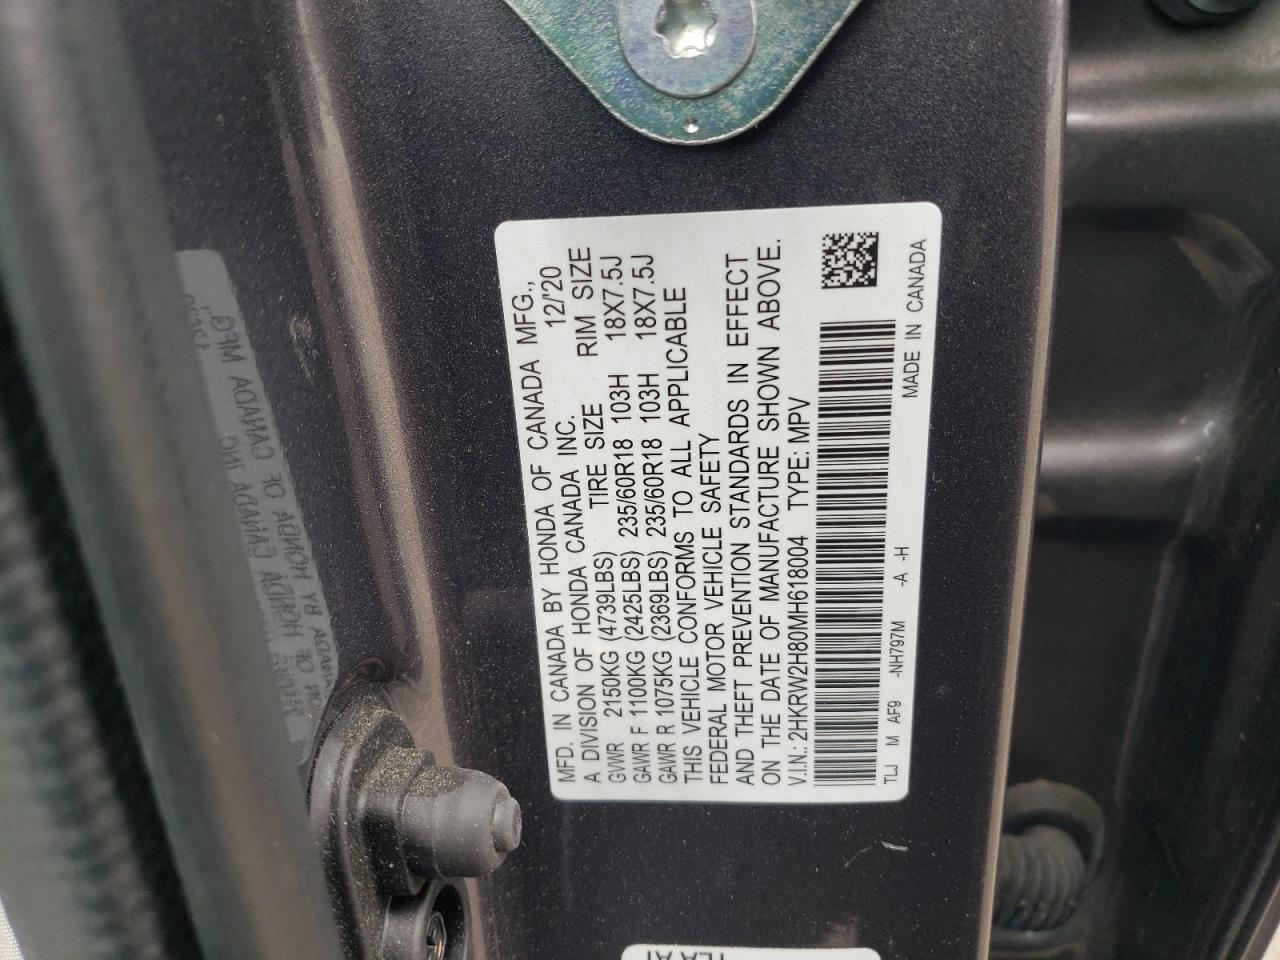 MFD. IN CANADA BY HONDA OF CANADA MFG.,
A DIVISION OF HONDA CANADA INC. 12/'20
GVWR 2150KG (4739LBS) TIRE SIZE RIM SIZE
GAWR F 1100KG (2425LBS) 235/60R18 103H 18X7.5J
GAWR R 1075KG (2369LBS) 235/60R18 103H 18X7.5J
THIS VEHICLE CONFORMS TO ALL APPLICABLE
FEDERAL MOTOR VEHICLE SAFETY
AND THEFT PREVENTION STANDARDS IN EFFECT
ON THE DATE OF MANUFACTURE SHOWN ABOVE.
V.I.N.: 2HKRW2H80MH618004 TYPE: MPV
TLJ M AF9 -NH797M -A -H
MADE IN CANADA